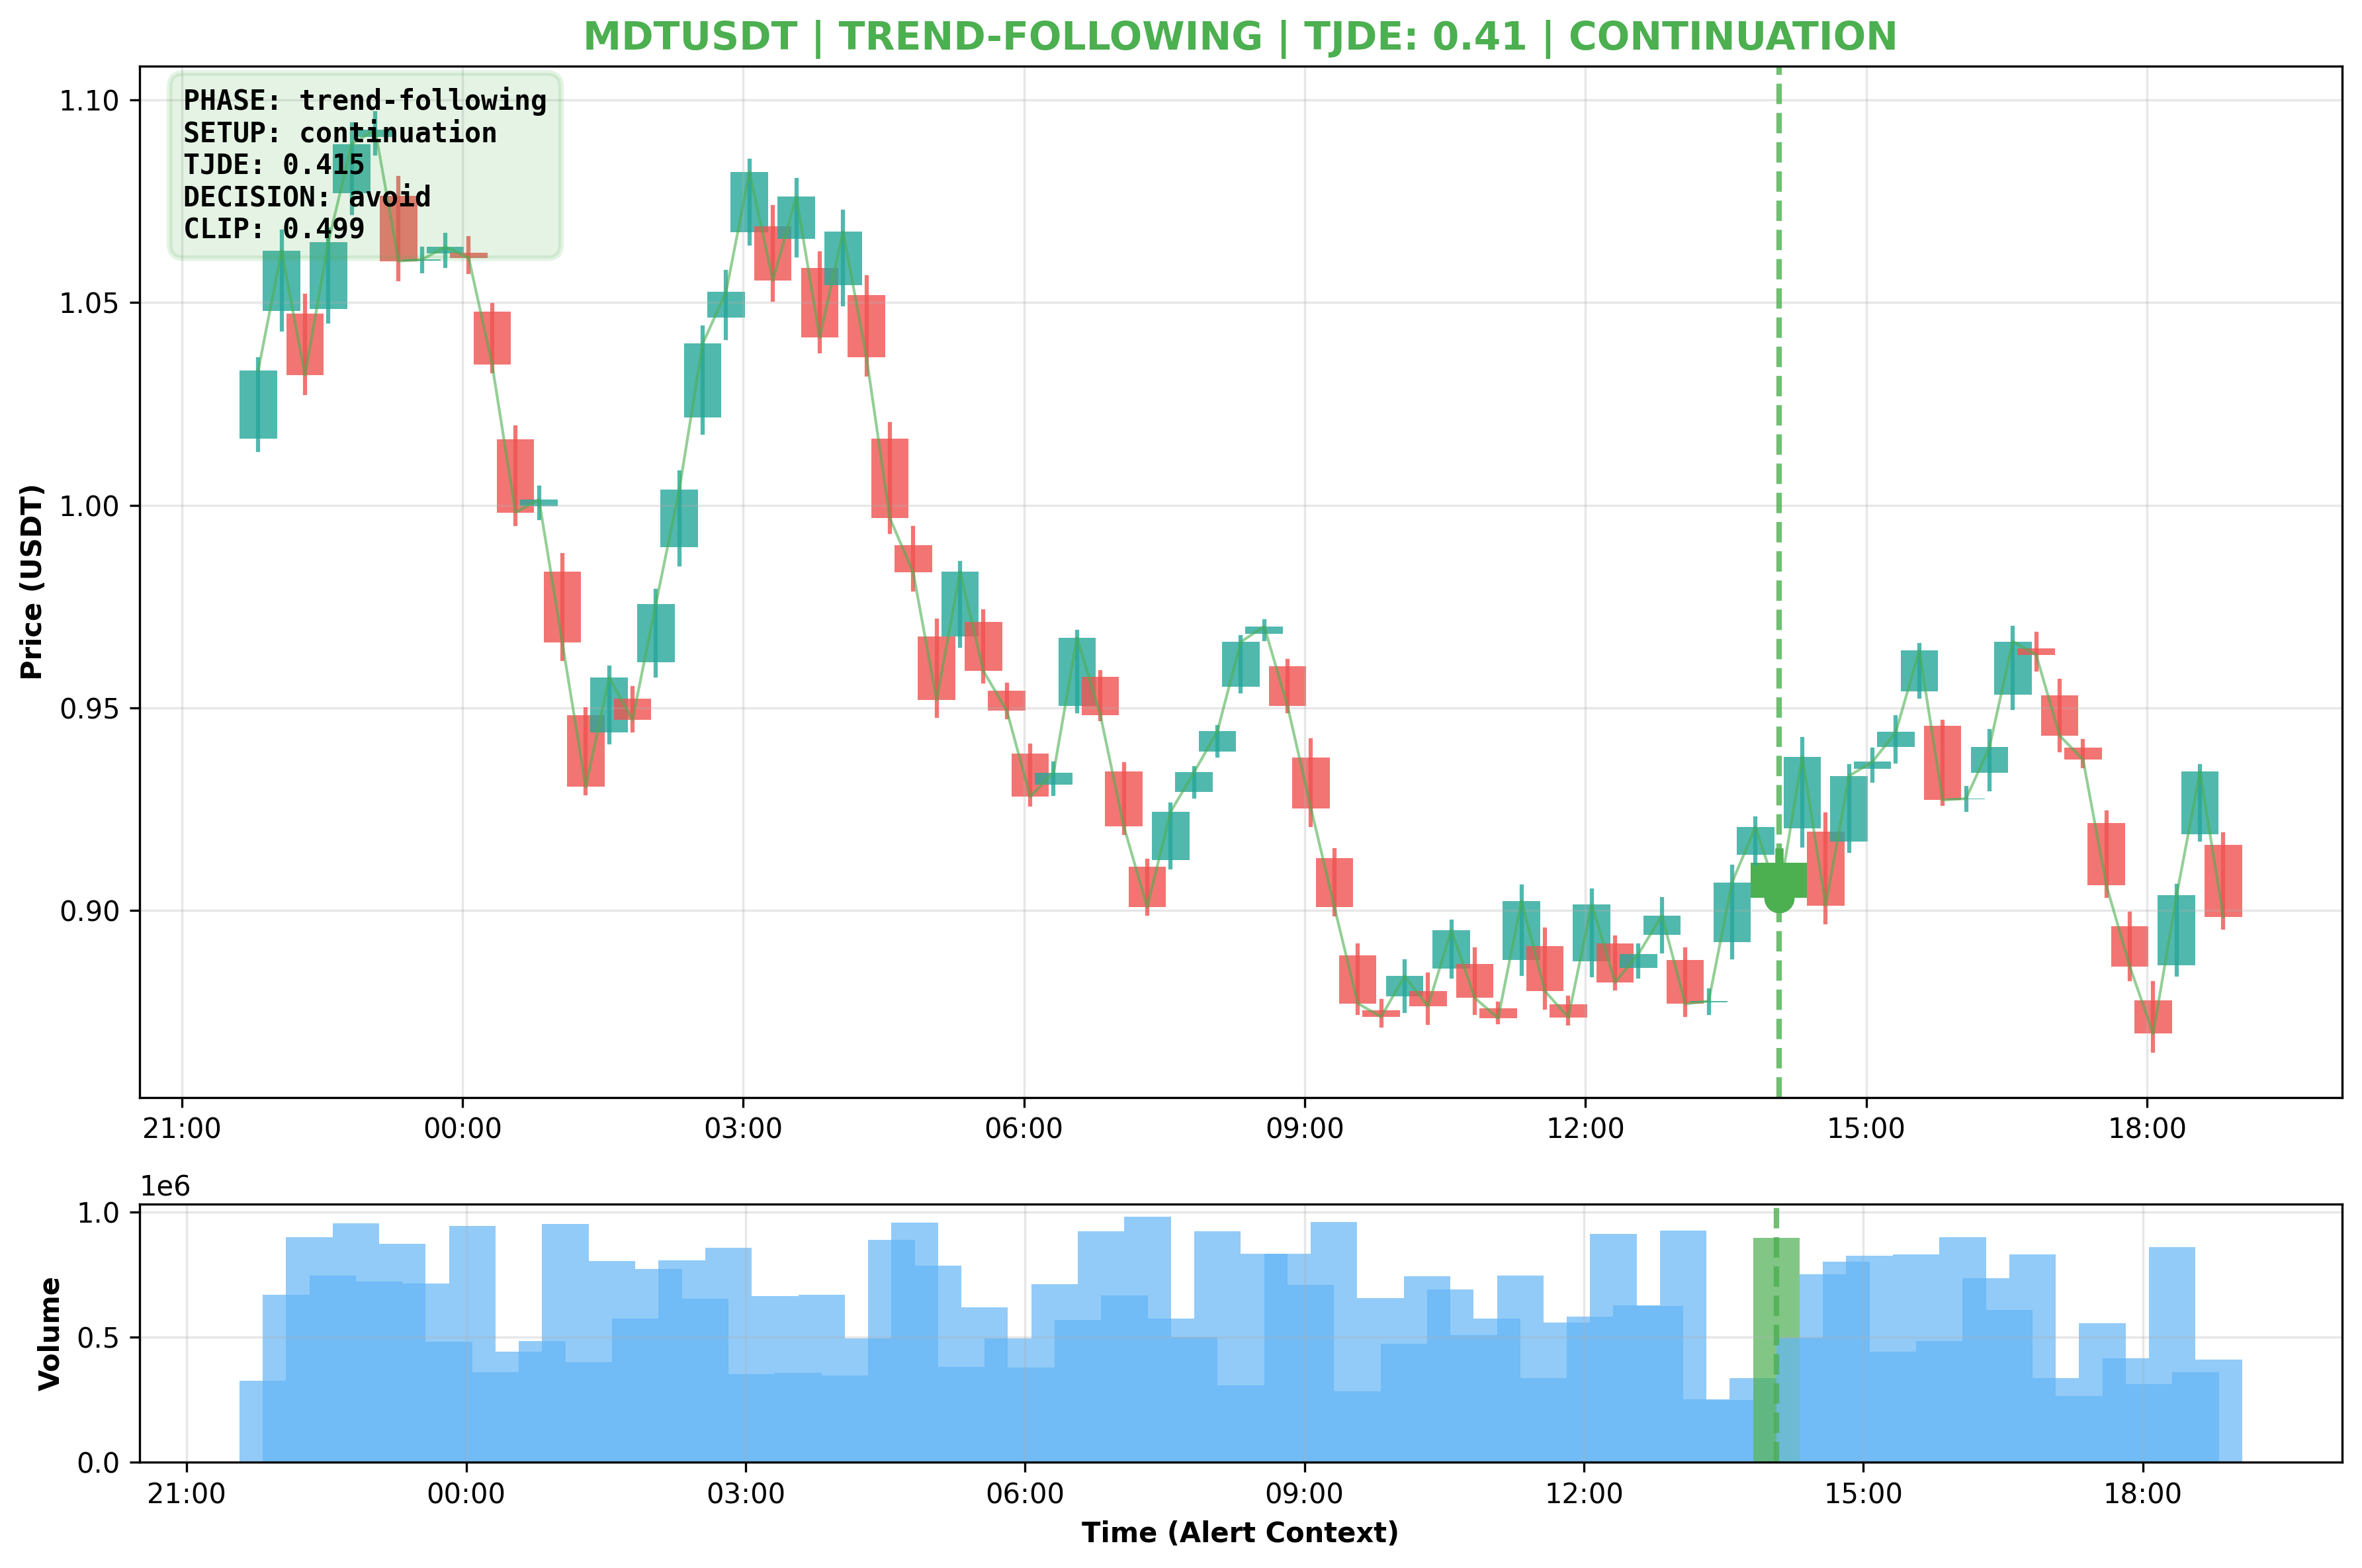 MDTUSDT | TREND-FOLLOWING | TJDE: 0.41 | CONTINUATION
PHASE: trend-following
SETUP: continuation
TJDE: 0.415
DECISION: avoid
CLIP: 0.499
Price (USDT)
1.10
1.05
1.00
0.95
0.90
21:00 00:00 03:00 06:00 09:00 12:00 15:00 18:00
1e6
Volume
1.0
0.5
0.0
21:00 00:00 03:00 06:00 09:00 12:00 15:00 18:00
Time (Alert Context)